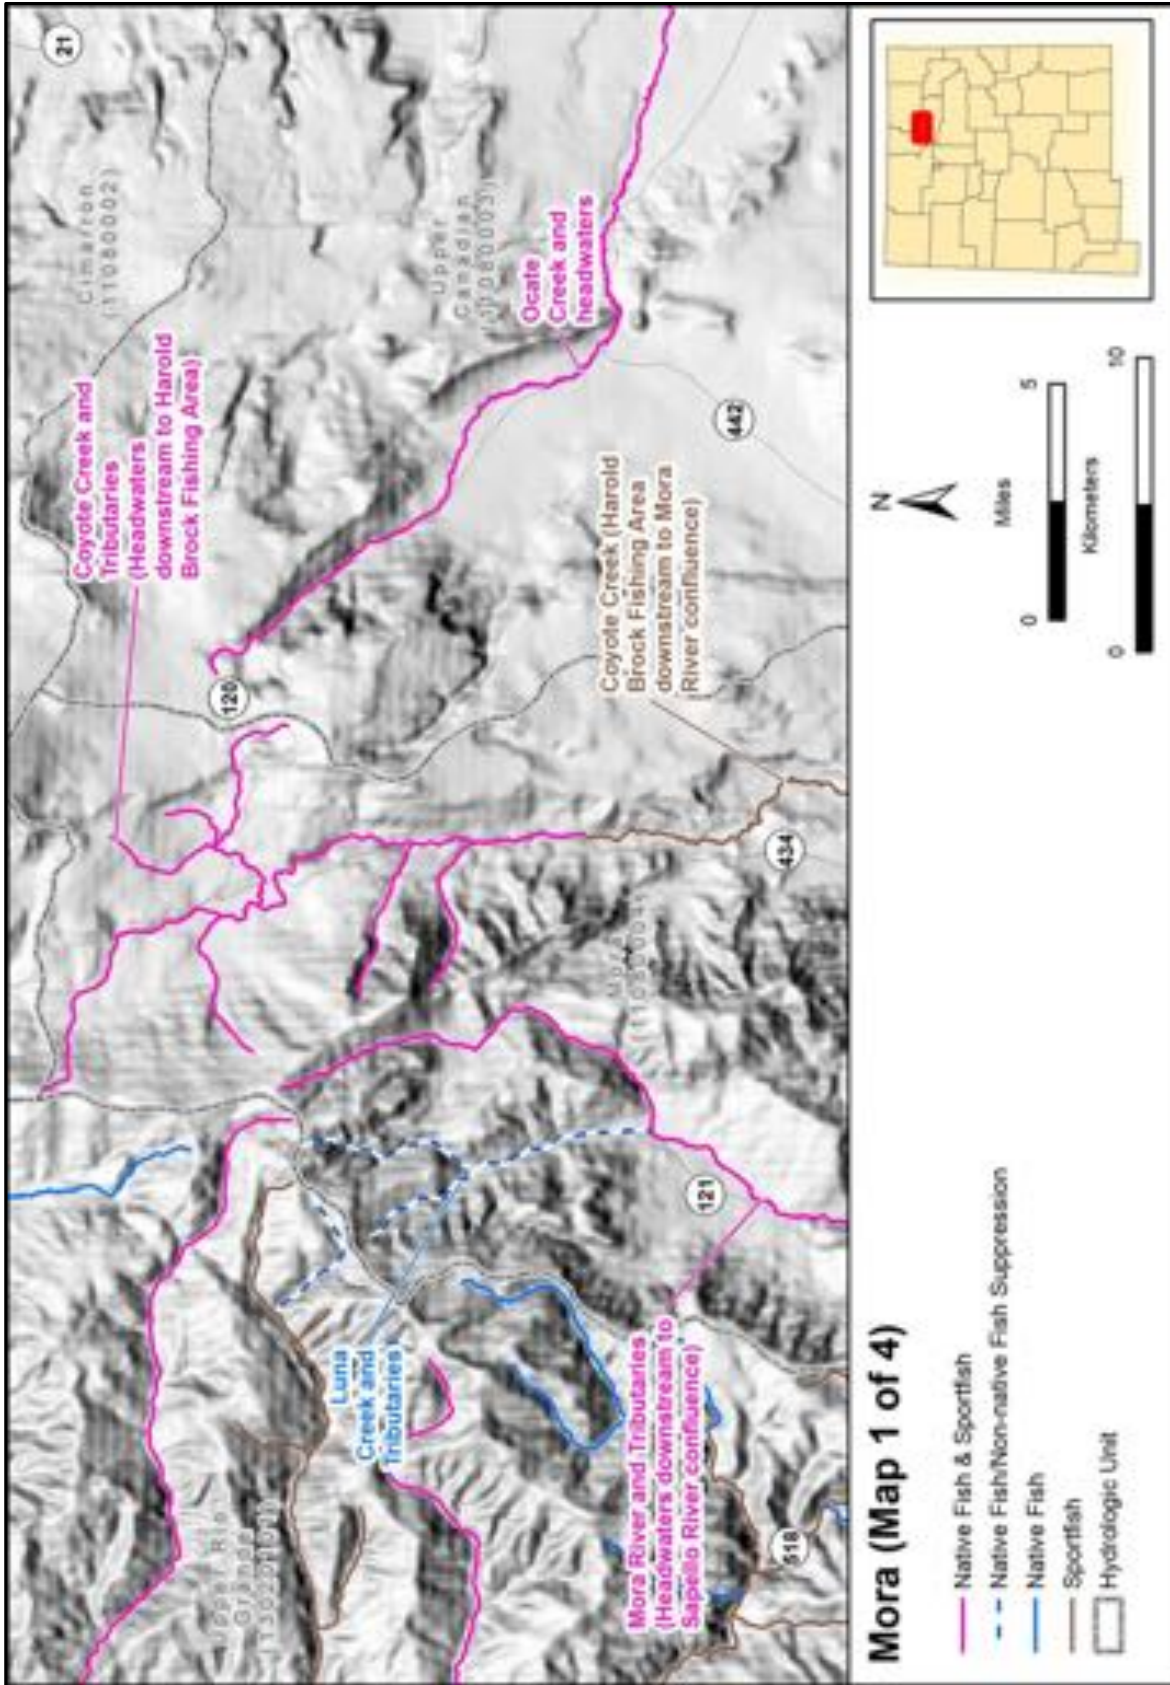 21
Cimarron
(11080002)
Coyote Creek and
Tributaries
(Headwaters
downstream to Harold
Brock Fishing Area)
Upper
Canadian
(11080003)
Ocate
Creek and
headwaters
120
442
Coyote Creek (Harold
Brock Fishing Area
downstream to Mora
River confluence)
434
Mora
121
Luna
Creek and
Tributaries
Upper Rio
Grande
Mora River and Tributaries
(Headwaters downstream to
Sapello River confluence)
518
Mora (Map 1 of 4)
Native Fish & Sportfish
Native Fish/Non-native Fish Suppression
Native Fish
Sportfish
Hydrologic Unit
N
Miles
0 5
Kilometers
0 10